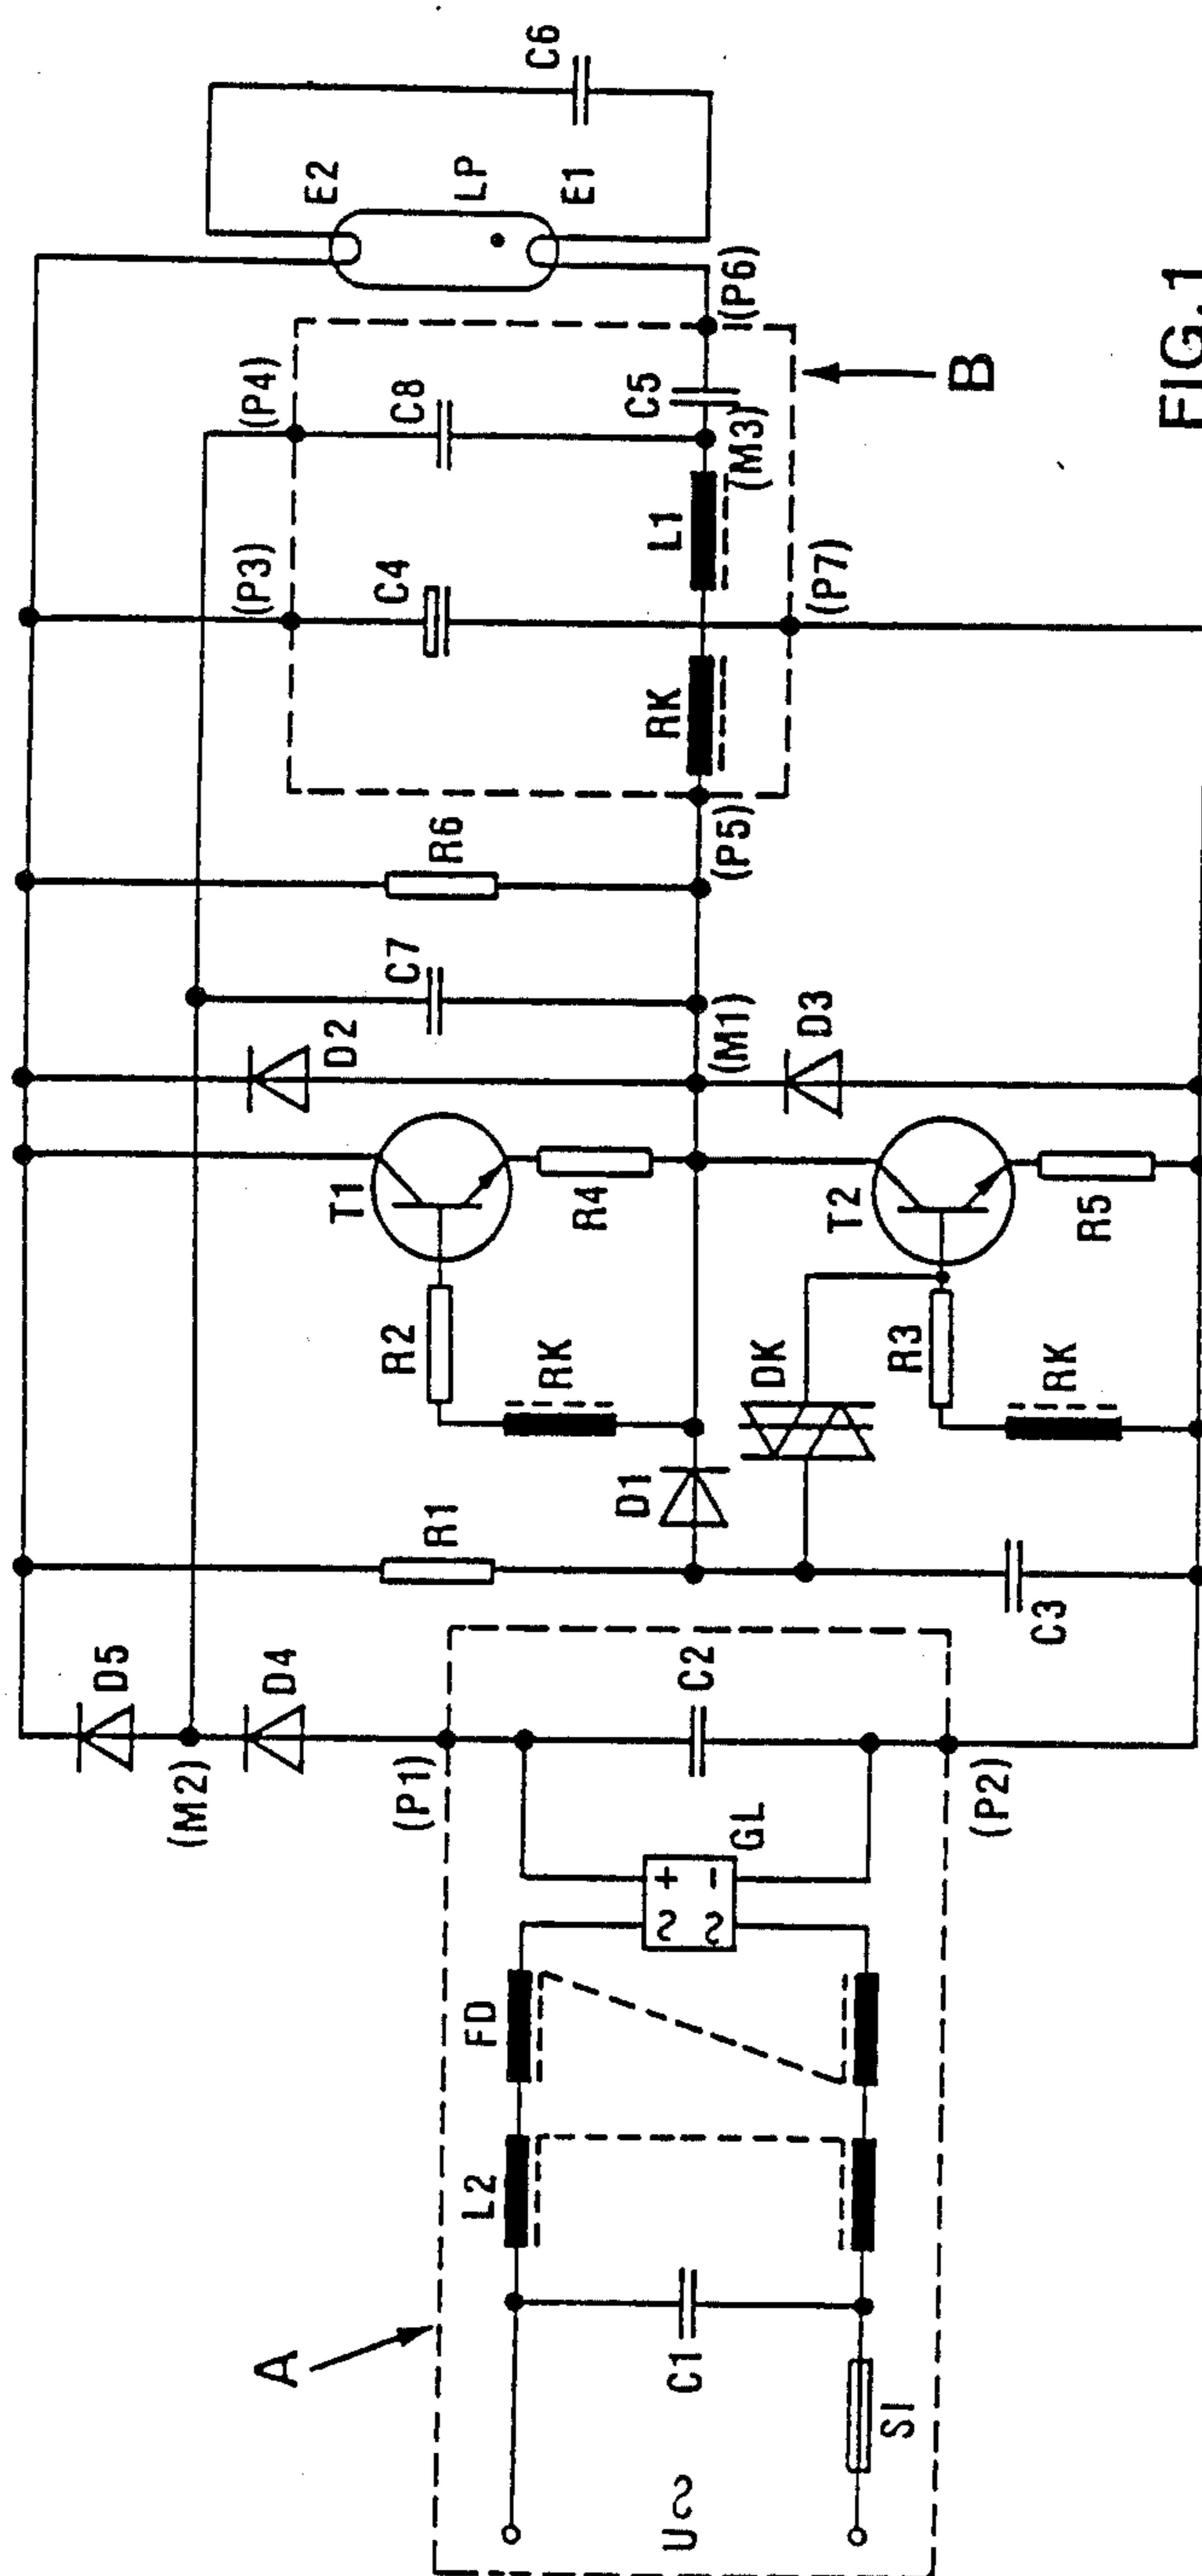 A
(M2)
D5
(P3)
(P4)
E2
D4
D2
T1
C7
C4
C8
(P1)
R2
R1
R6
LP
C6
L2
FD
RK
R4
RK
L1
C5
E1
D1
U~
C1
GL
+
-
~
~
C2
DK
(M1)
(P5)
(M3)
(P6)
D3
T2
(P7)
SI
R3
B
(P2)
C3
RK
R5
FIG.1